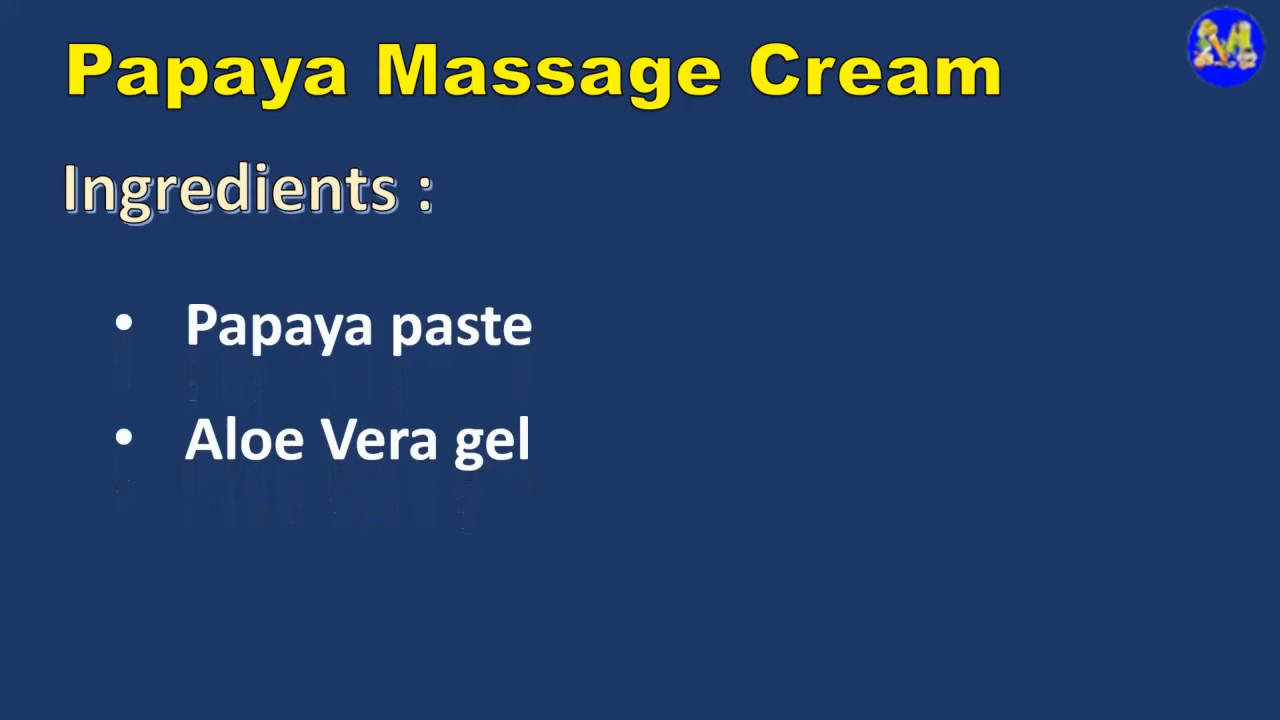 Papaya Massage Cream
Ingredients :
• Papaya paste
• Aloe Vera gel